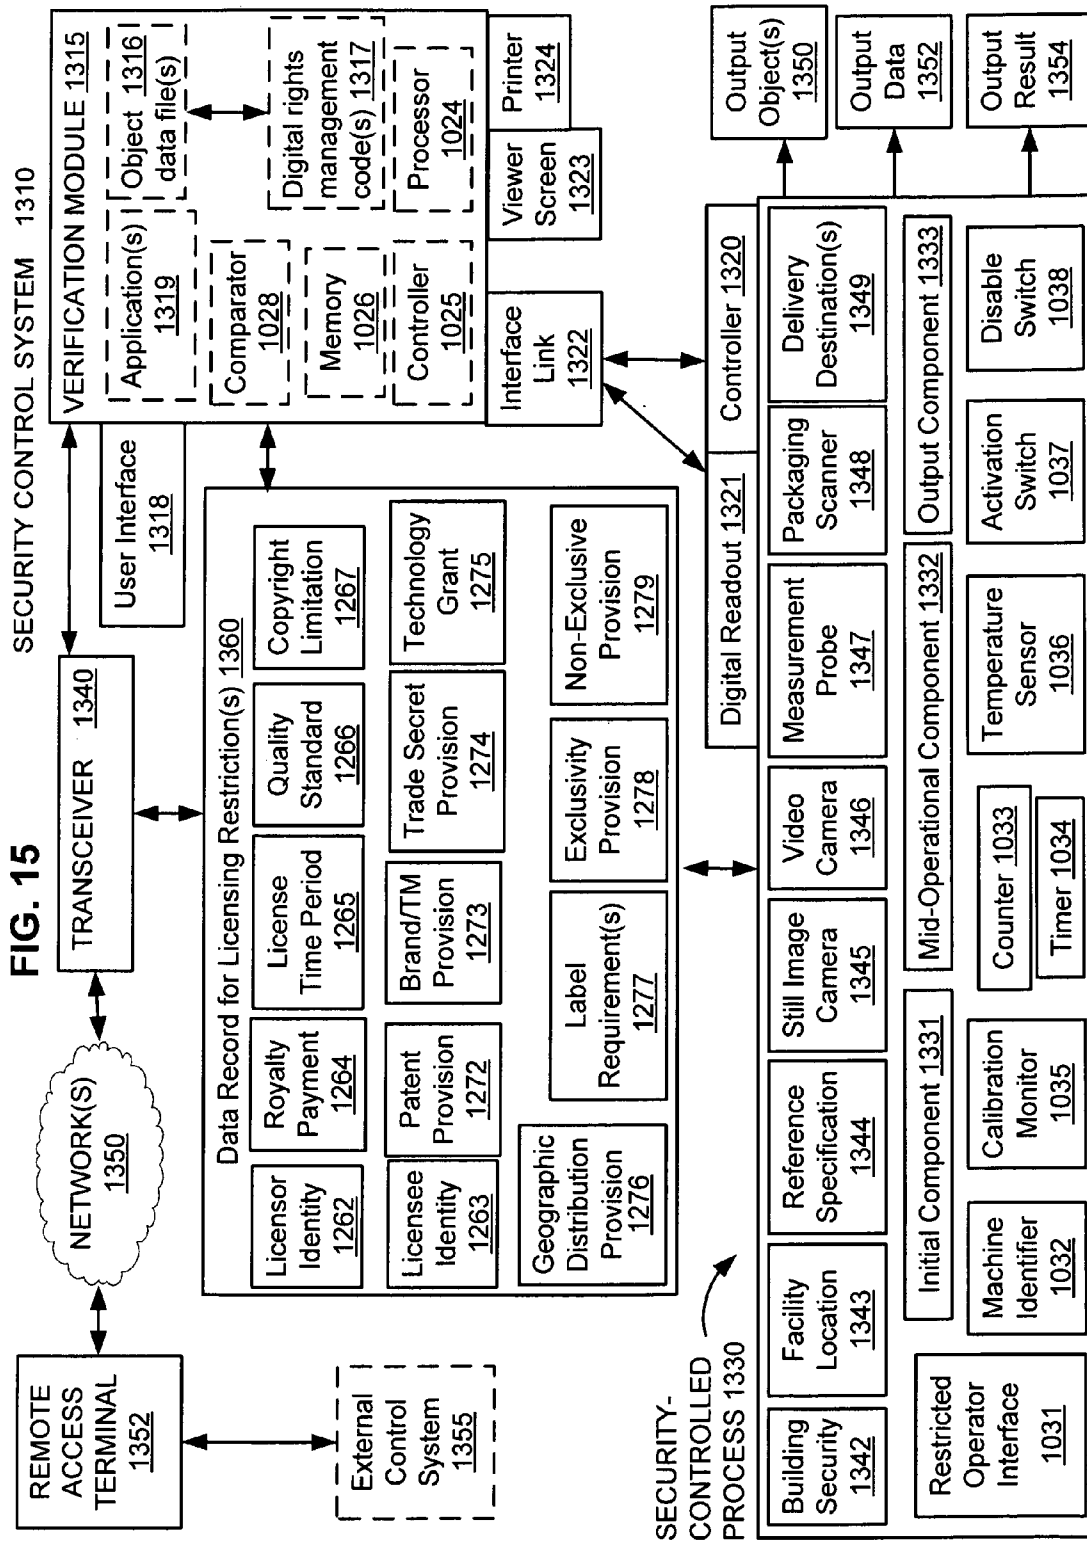 FIG. 15
SECURITY CONTROL SYSTEM 1310
REMOTE
ACCESS
TERMINAL
1352
NETWORK(S)
1350
TRANSCEIVER 1340
User Interface
1318
VERIFICATION MODULE 1315
Application(s)
1319
Object 1316
data file(s)
Comparator
1028
Digital rights
management
code(s) 1317
Memory
1026
Controller
1025
Processor
1024
Interface
Link
1322
Viewer
Screen
1323
Printer
1324
External
Control
System
1355
Data Record for Licensing Restriction(s) 1360
Licensor
Identity
1262
Royalty
Payment
1264
License
Time Period
1265
Quality
Standard
1266
Copyright
Limitation
1267
Licensee
Identity
1263
Patent
Provision
1272
Brand/TM
Provision
1273
Trade Secret
Provision
1274
Technology
Grant
1275
Geographic
Distribution
Provision
1276
Label
Requirement(s)
1277
Exclusivity
Provision
1278
Non-Exclusive
Provision
1279
SECURITY-
CONTROLLED
PROCESS 1330
Digital Readout 1321
Controller 1320
Building
Security
1342
Facility
Location
1343
Reference
Specification
1344
Still Image
Camera
1345
Video
Camera
1346
Measurement
Probe
1347
Packaging
Scanner
1348
Delivery
Destination(s)
1349
Initial Component 1331
Mid-Operational Component 1332
Output Component 1333
Restricted
Operator
Interface
1031
Machine
Identifier
1032
Calibration
Monitor
1035
Counter 1033
Timer 1034
Temperature
Sensor
1036
Activation
Switch
1037
Disable
Switch
1038
Output
Object(s)
1350
Output
Data
1352
Output
Result
1354